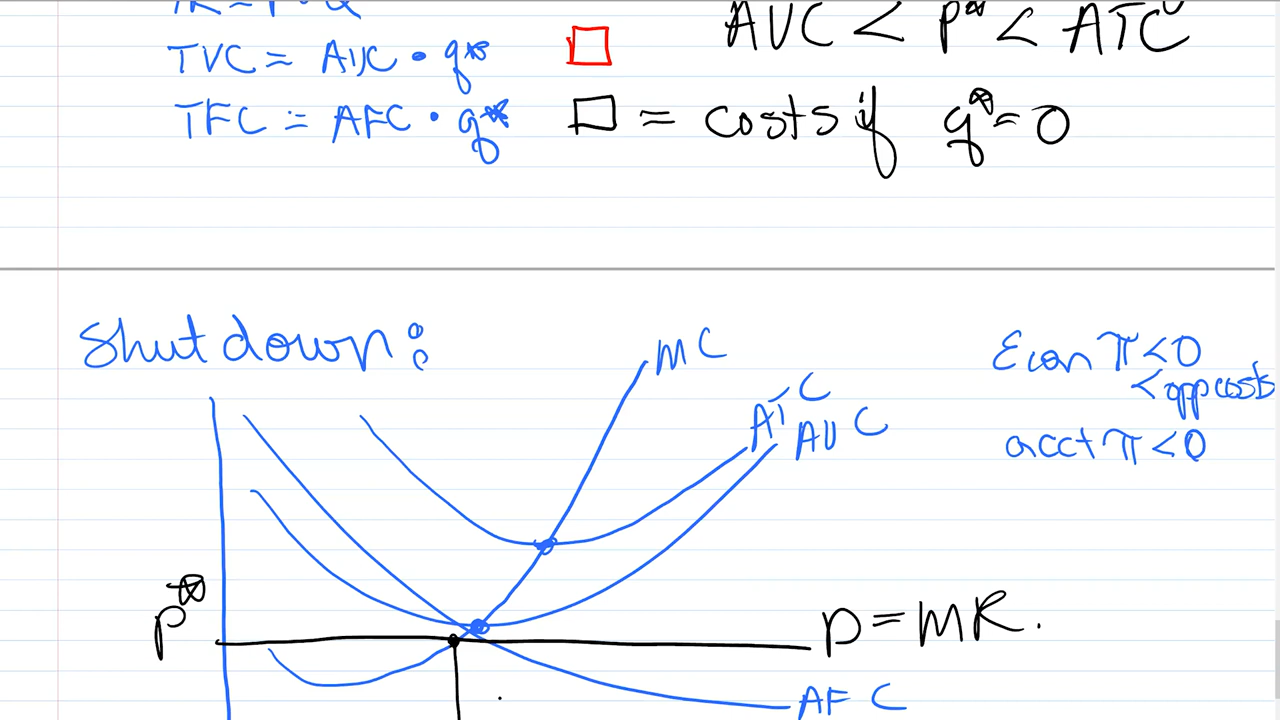 TVC = AVC • q*
TFC = AFC • q*
AVC < P* < ATC
= costs if q* = 0
Shutdown:
MC
ATC
AVC
Econ π < 0
< opp costs
acct π < 0
P*
P = MR.
AFC